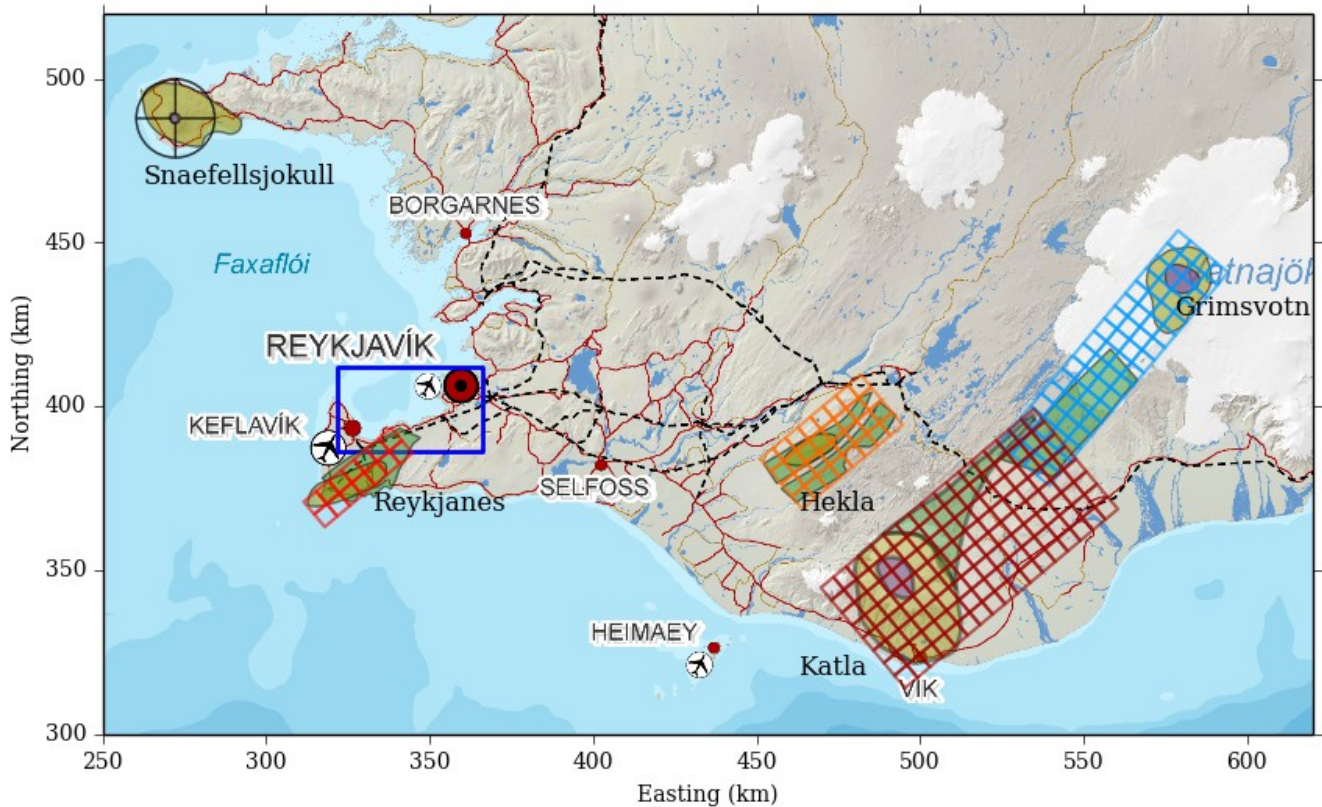 500
Snaefellsjokull
BORGARNES
450
Faxaflói
atnajök
Grimsvotn
REYKJAVÍK
400
KEFLAVÍK
SELFOSS
Reykjanes
Hekla
350
HEIMAEY
Katla
VIK
300
250
300
350
400
450
500
550
600
Northing (km)
Easting (km)